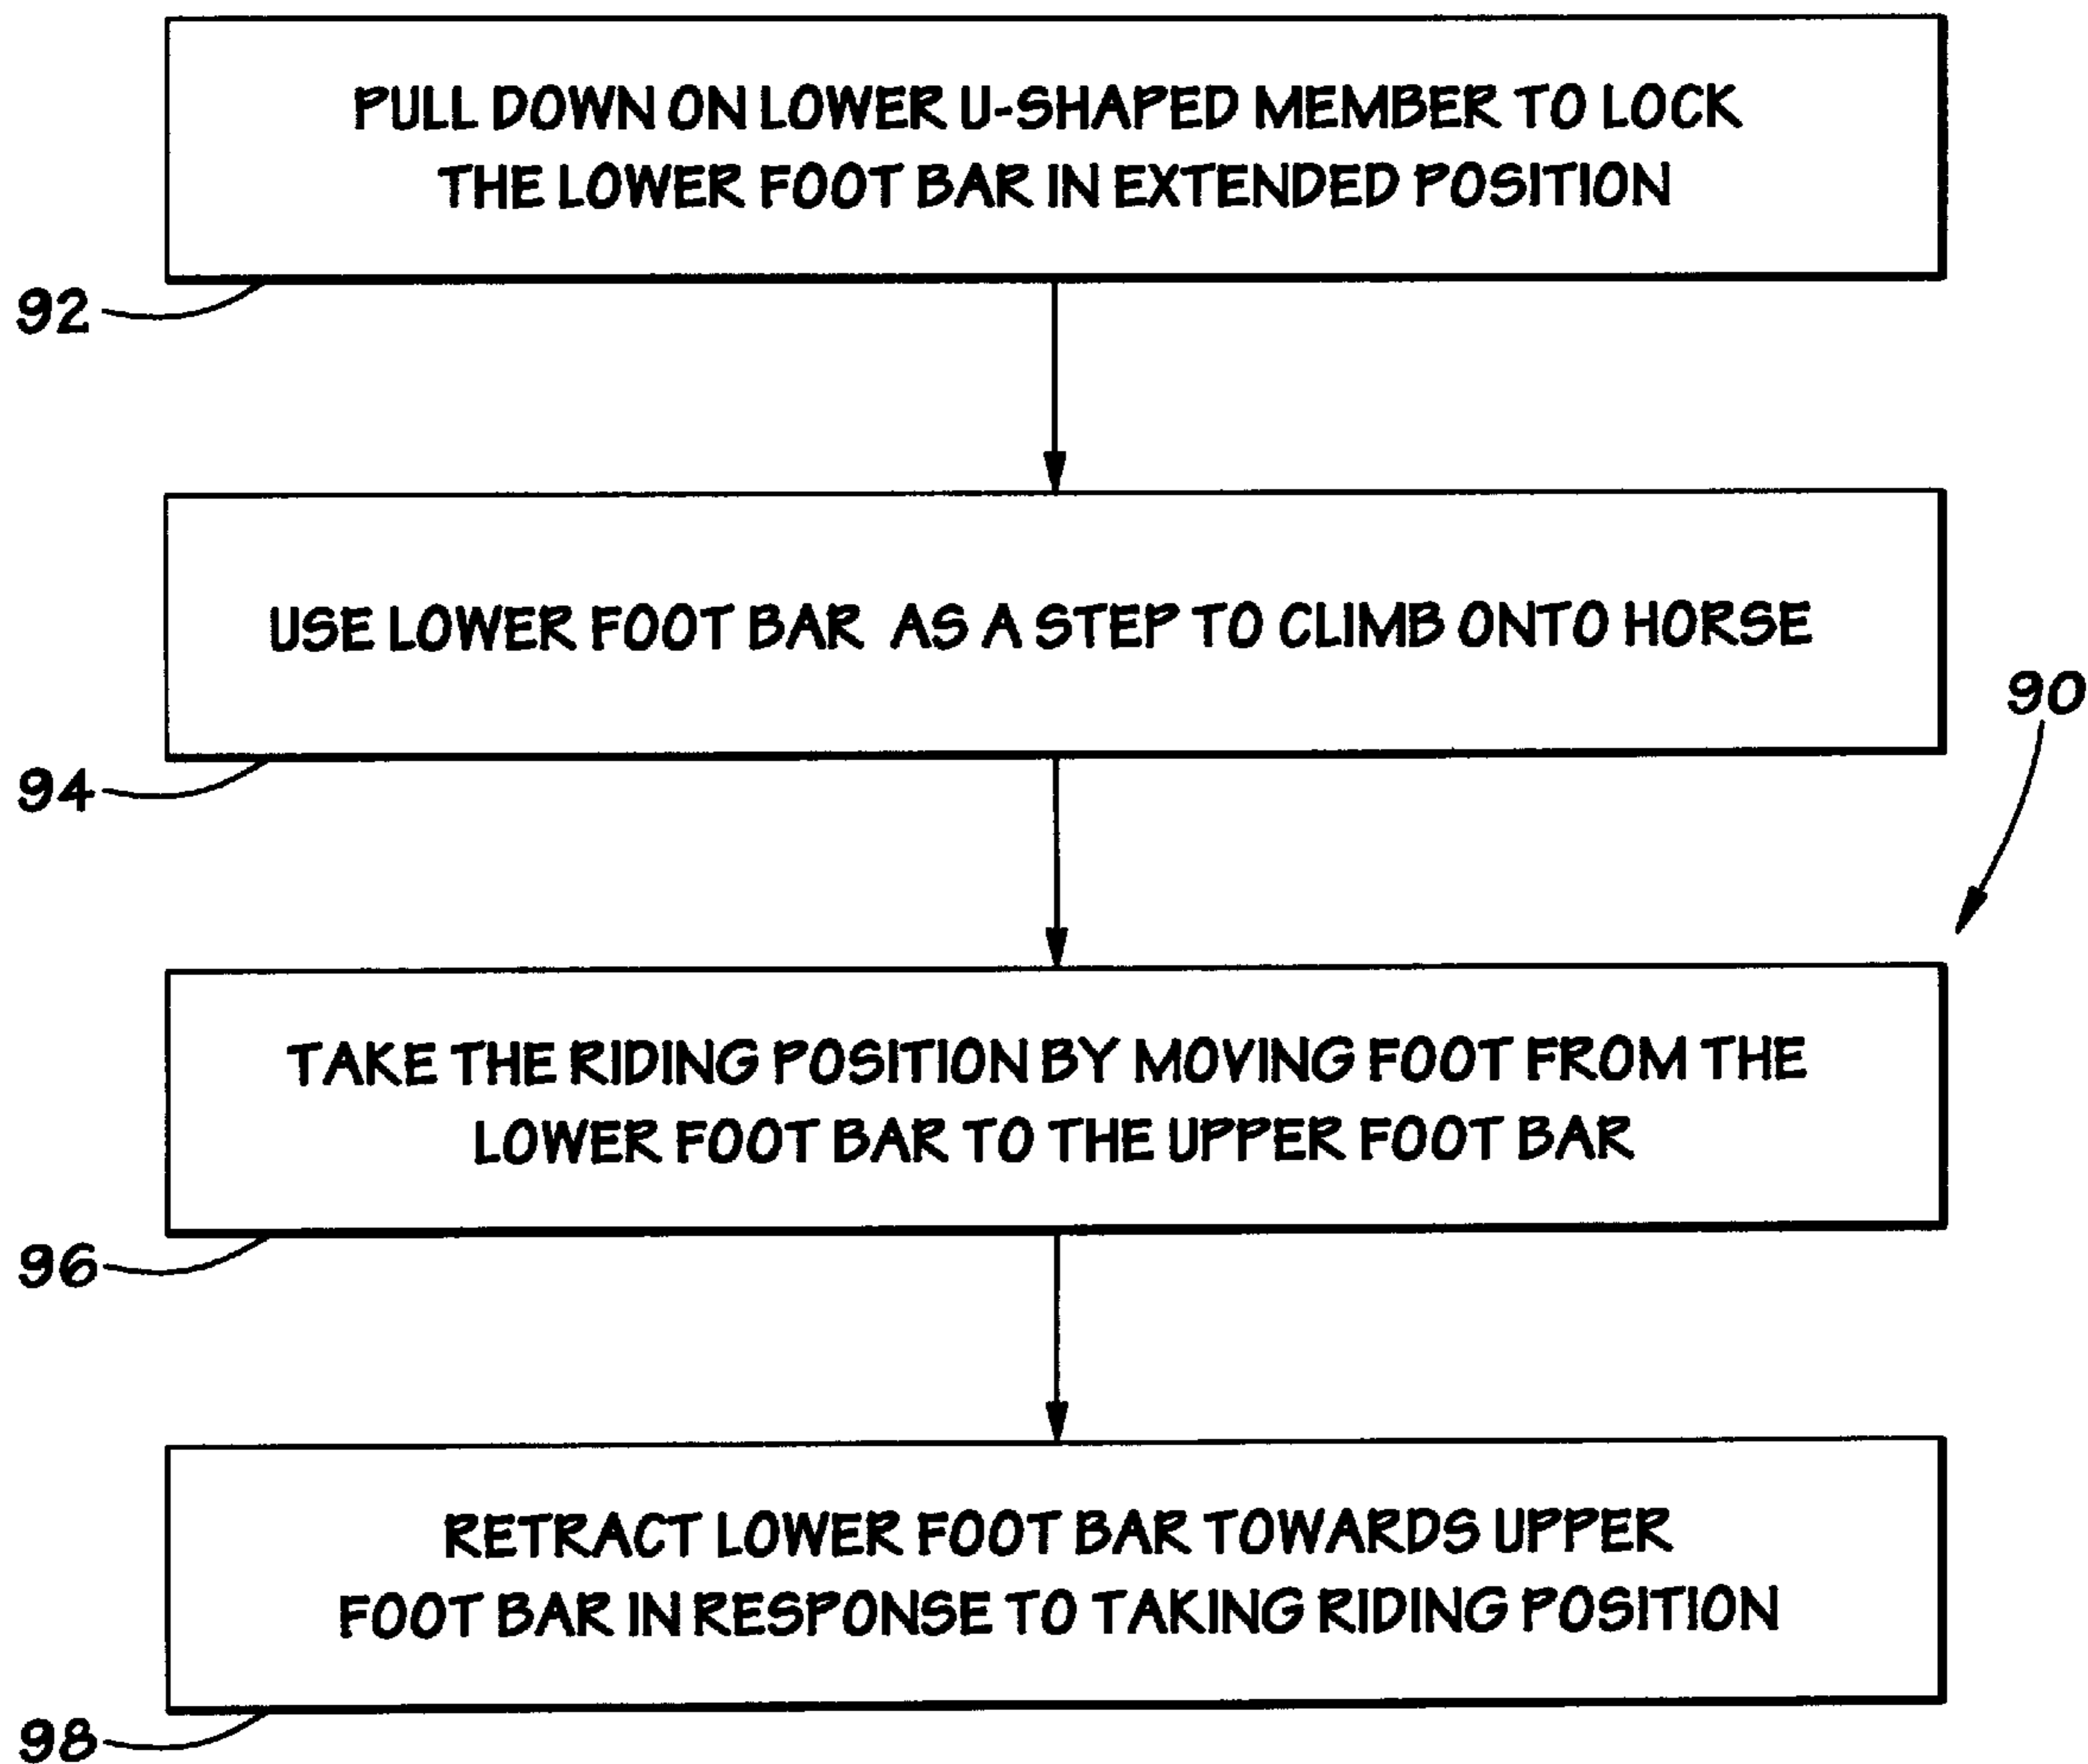 PULL DOWN ON LOWER U-SHAPED MEMBER TO LOCK
THE LOWER FOOT BAR IN EXTENDED POSITION
92
USE LOWER FOOT BAR AS A STEP TO CLIMB ONTO HORSE
90
94
TAKE THE RIDING POSITION BY MOVING FOOT FROM THE
LOWER FOOT BAR TO THE UPPER FOOT BAR
96
RETRACT LOWER FOOT BAR TOWARDS UPPER
FOOT BAR IN RESPONSE TO TAKING RIDING POSITION
98